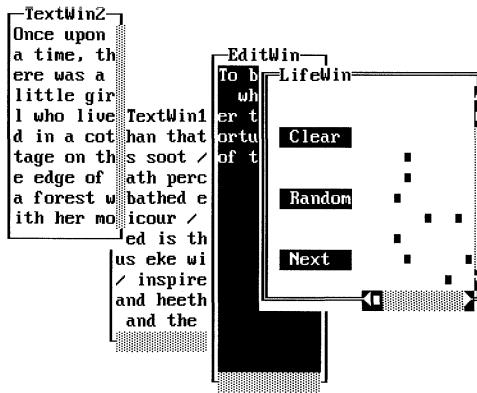 TextWin2
Once upon
a time, th
ere was a
little gir
l who live
d in a cot
tage on th
e edge of
a forest w
ith her mo
TextWin1
han that
s soot /
ath perc
bathed e
icour /
ed is th
us eke wi
/ inspire
and heeth
and the
EditWin
To b
wh
er t
ortu
of t
LifeWin
Clear
Random
Next